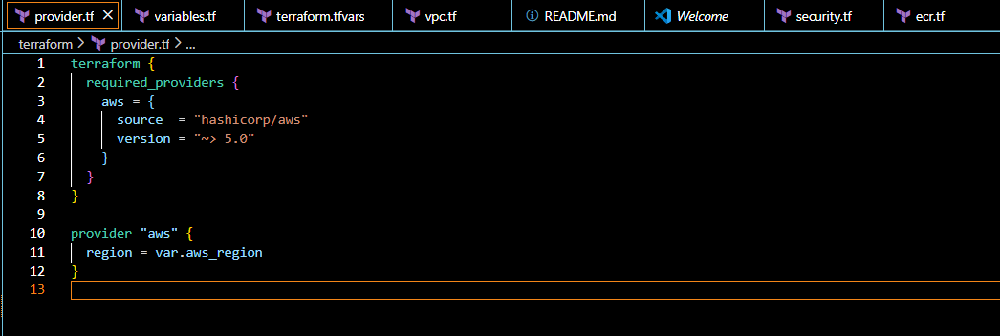 provider.tf variables.tf terraform.tfvars vpc.tf README.md Welcome security.tf ecr.tf
terraform > provider.tf > ...
1 terraform {
2   required_providers {
3     aws = {
4       source  = "hashicorp/aws"
5       version = "~> 5.0"
6     }
7   }
8 }
9
10 provider "aws" {
11   region = var.aws_region
12 }
13